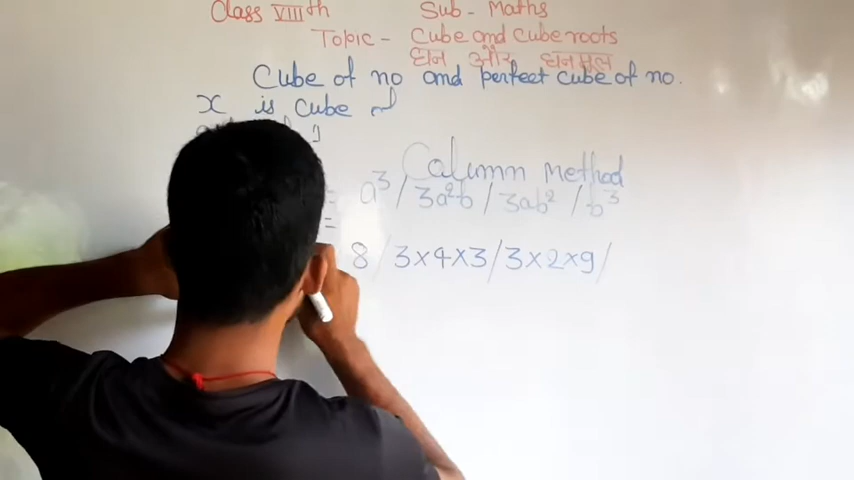 Class VIIIth Sub - Maths
Topic - Cube and Cube roots
घन और घनमूल
Cube of no and perfect cube of no.
x is cube
Calumn Method
= a³ / 3a²b / 3ab² / b³
=
8 / 3×4×3 / 3×2×9 /